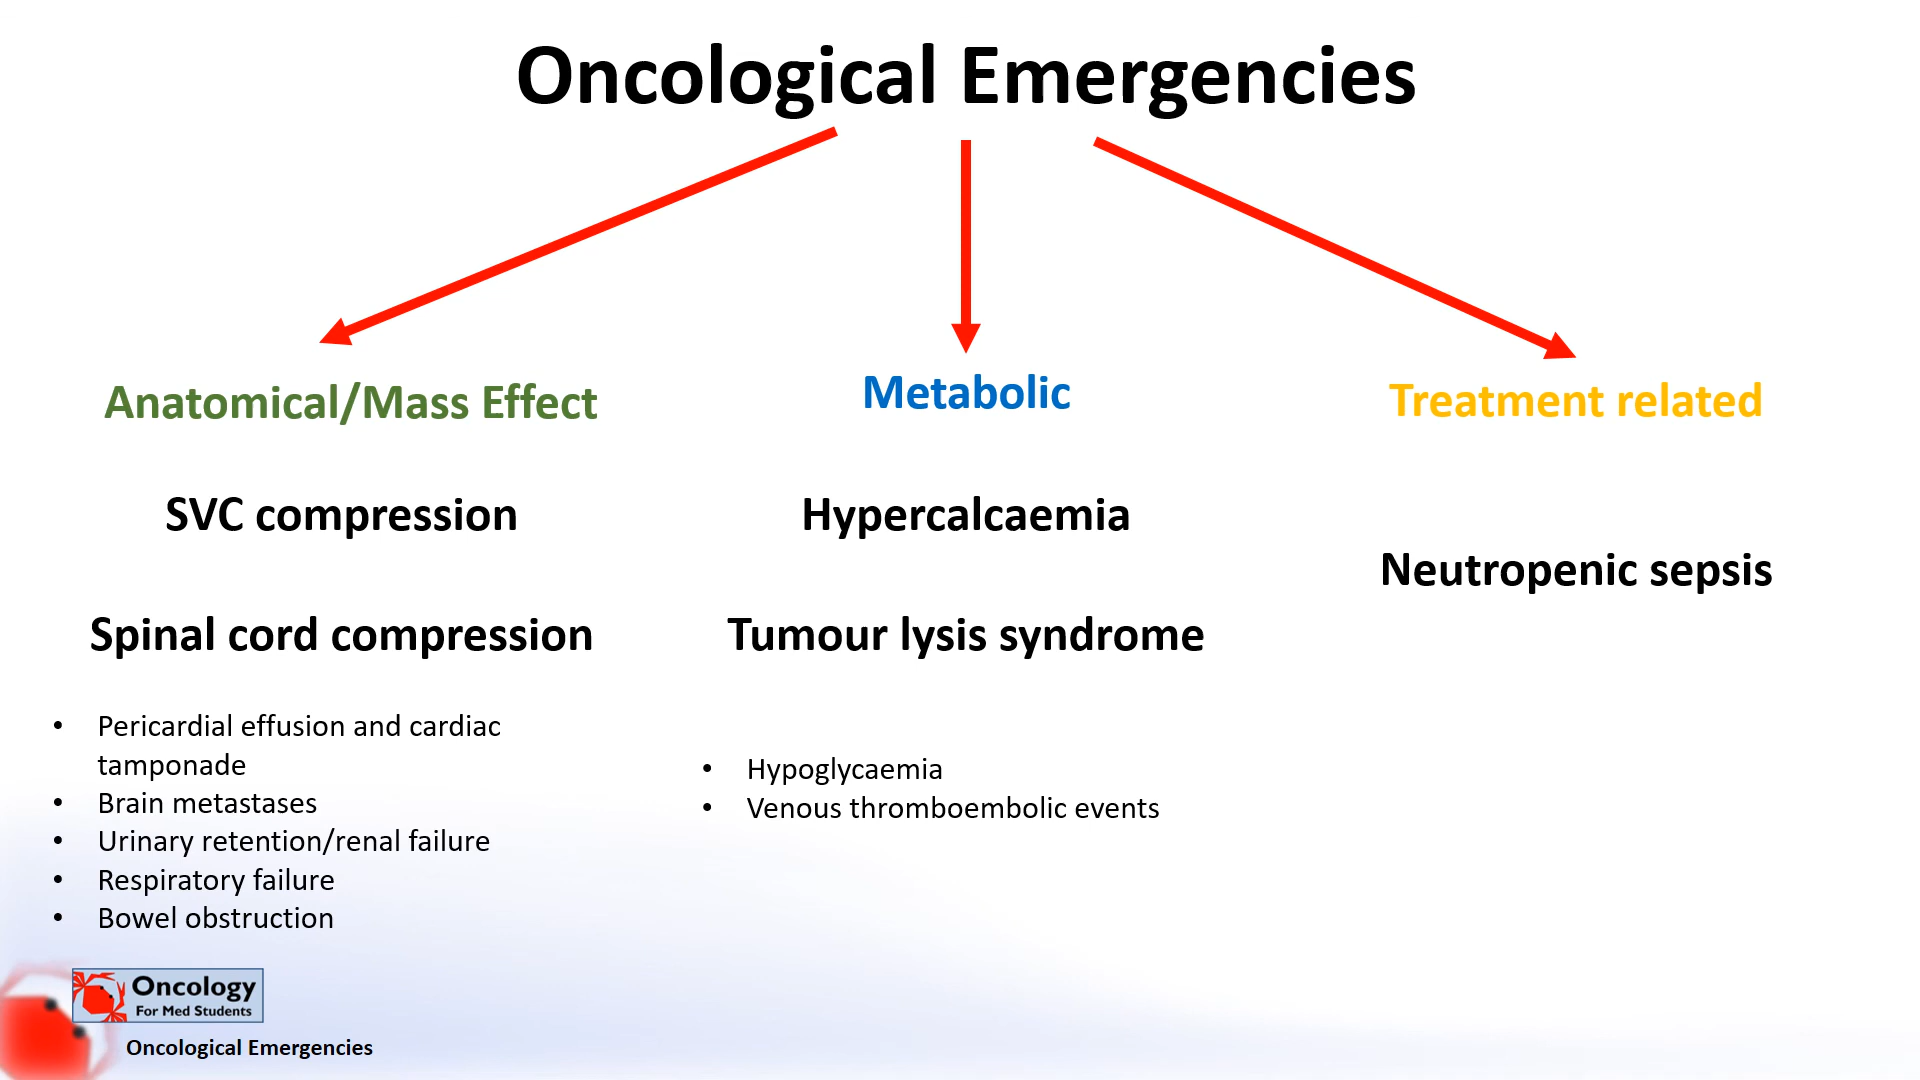 Oncological Emergencies
Anatomical/Mass Effect
SVC compression
Spinal cord compression
• Pericardial effusion and cardiac
tamponade
• Brain metastases
• Urinary retention/renal failure
• Respiratory failure
• Bowel obstruction
Metabolic
Hypercalcaemia
Tumour lysis syndrome
• Hypoglycaemia
• Venous thromboembolic events
Treatment related
Neutropenic sepsis
Oncology
For Med Students
Oncological Emergencies